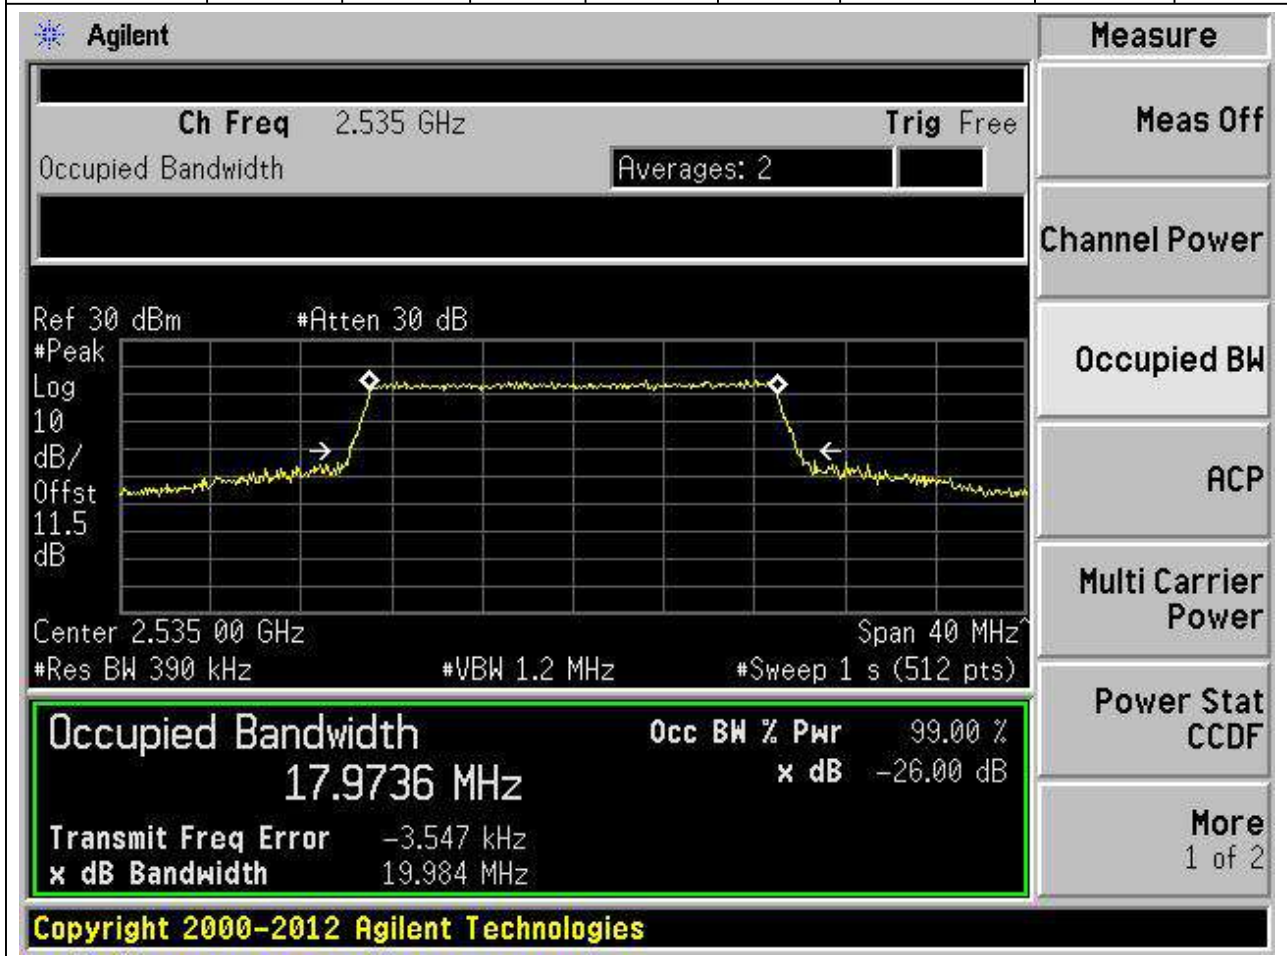 Agilent
Ch Freq 2.535 GHz Trig Free
Occupied Bandwidth Averages: 2
Ref 30 dBm #Atten 30 dB
#Peak
Log
10
dB/
Offst
11.5
dB
Center 2.535 00 GHz Span 40 MHz^
#Res BW 390 kHz #VBW 1.2 MHz #Sweep 1 s (512 pts)
Occupied Bandwidth
17.9736 MHz
Occ BW % Pwr 99.00 %
x dB -26.00 dB
Transmit Freq Error -3.547 kHz
x dB Bandwidth 19.984 MHz
Copyright 2000-2012 Agilent Technologies
Measure
Meas Off
Channel Power
Occupied BW
ACP
Multi Carrier
Power
Power Stat
CCDF
More
1 of 2